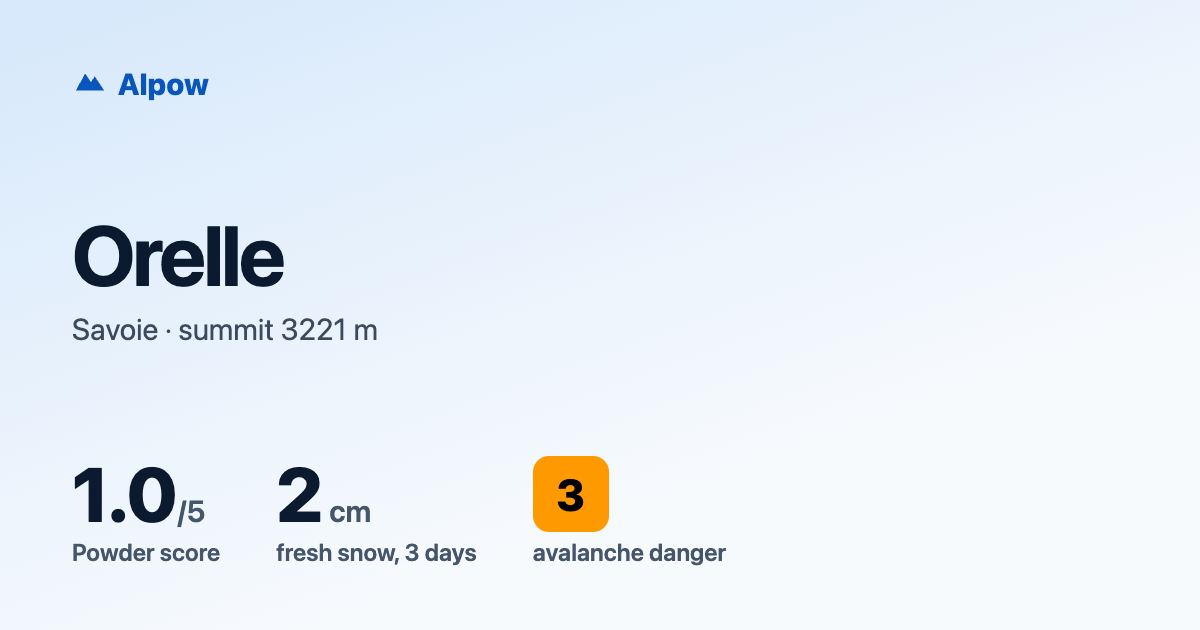 Alpow
Orelle
Savoie · summit 3221 m
1.0/5
Powder score
2 cm
fresh snow, 3 days
3
avalanche danger